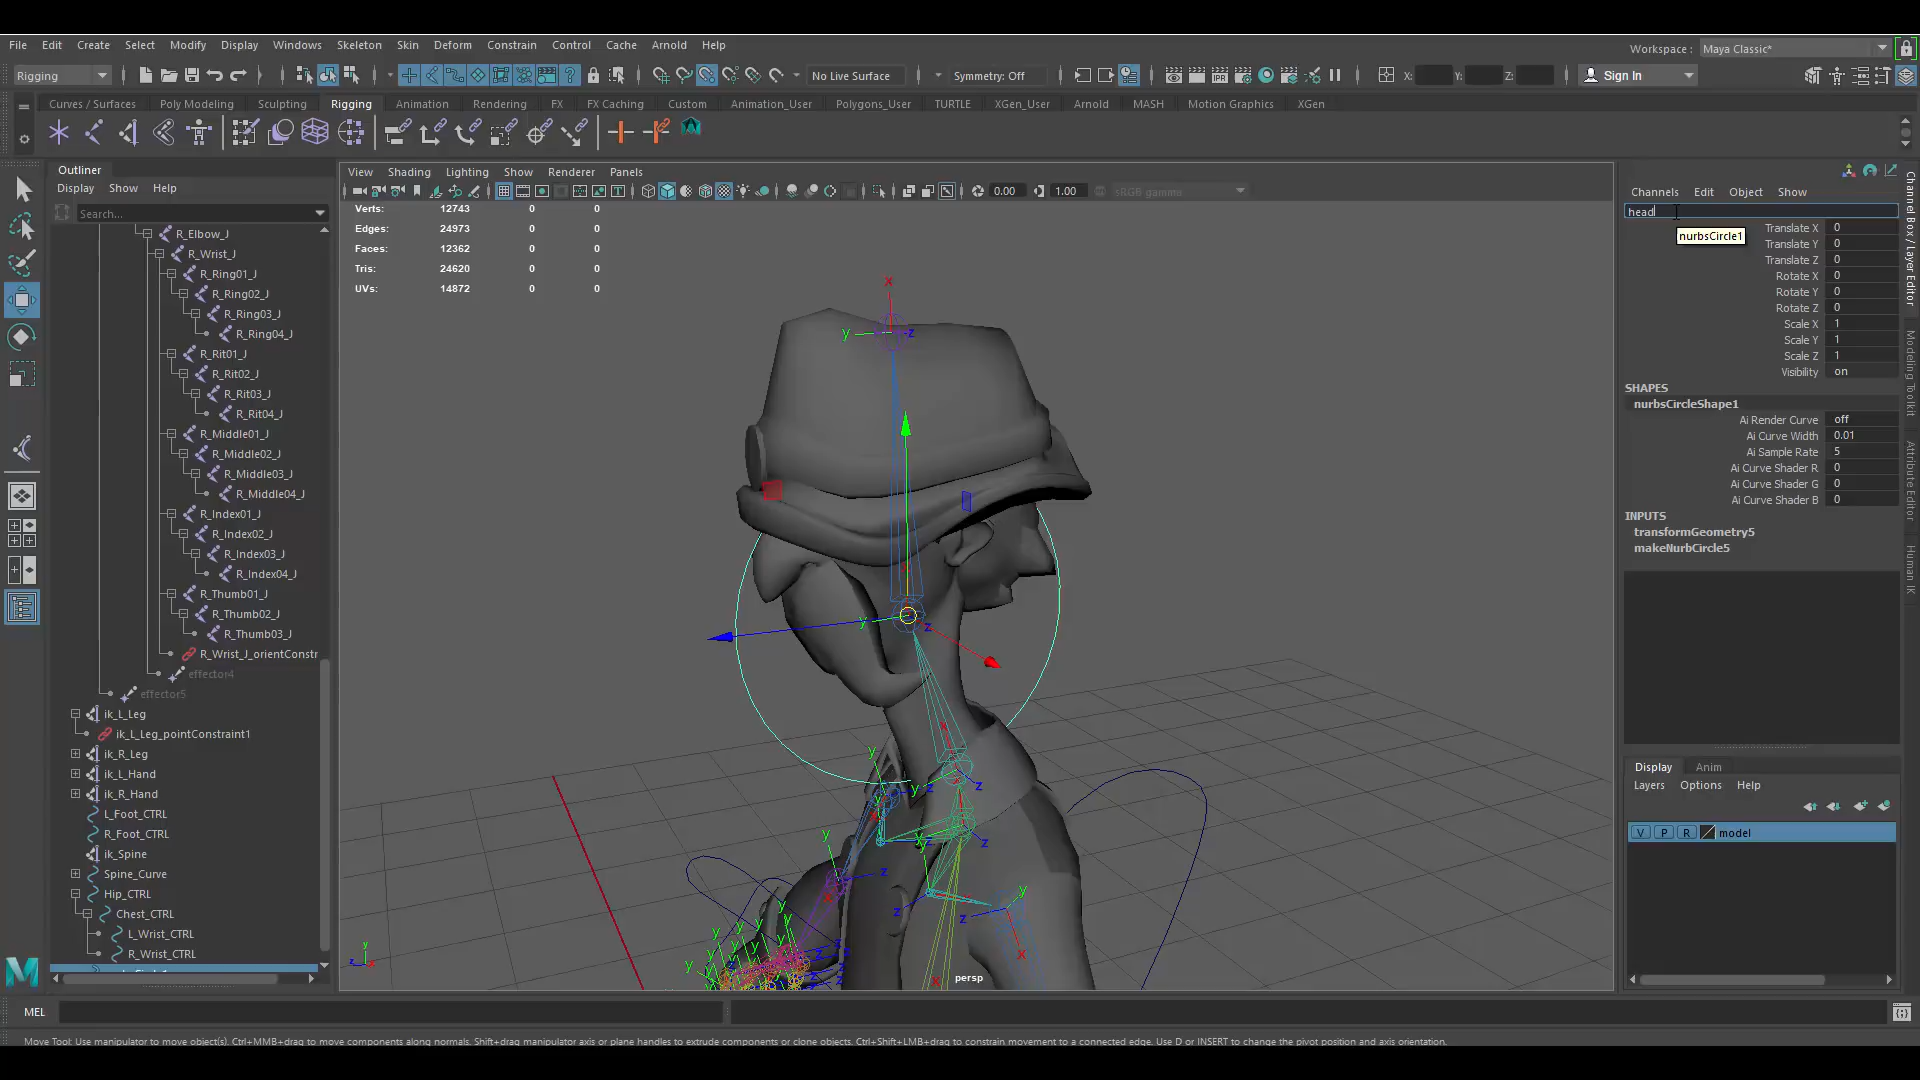 File Edit Create Select Modify Display Windows Skeleton Skin Deform Constrain Control Cache Arnold Help
Workspace : Maya Classic*
Rigging
No Live Surface
Symmetry: Off
X: Y: Z:
Sign In
Curves / Surfaces Poly Modeling Sculpting Rigging Animation Rendering FX FX Caching Custom Animation_User Polygons_User TURTLE XGen_User Arnold MASH Motion Graphics XGen
Outliner
Display Show Help
Search...
R_Elbow_J
R_Wrist_J
R_Ring01_J
R_Ring02_J
R_Ring03_J
R_Ring04_J
R_Rit01_J
R_Rit02_J
R_Rit03_J
R_Rit04_J
R_Middle01_J
R_Middle02_J
R_Middle03_J
R_Middle04_J
R_Index01_J
R_Index02_J
R_Index03_J
R_Index04_J
R_Thumb01_J
R_Thumb02_J
R_Thumb03_J
R_Wrist_J_orientConstr
effector4
effector5
ik_L_Leg
ik_L_Leg_pointConstraint1
ik_R_Leg
ik_L_Hand
ik_R_Hand
L_Foot_CTRL
R_Foot_CTRL
ik_Spine
Spine_Curve
Hip_CTRL
Chest_CTRL
L_Wrist_CTRL
R_Wrist_CTRL
View Shading Lighting Show Renderer Panels
0.00 1.00 sRGB gamma
Verts: 12743 0 0
Edges: 24973 0 0
Faces: 12362 0 0
Tris: 24620 0 0
UVs: 14872 0 0
persp
Channels Edit Object Show
head
nurbsCircle1
Translate X 0
Translate Y 0
Translate Z 0
Rotate X 0
Rotate Y 0
Rotate Z 0
Scale X 1
Scale Y 1
Scale Z 1
Visibility on
SHAPES
nurbsCircleShape1
Ai Render Curve off
Ai Curve Width 0.01
Ai Sample Rate 5
Ai Curve Shader R 0
Ai Curve Shader G 0
Ai Curve Shader B 0
INPUTS
transformGeometry5
makeNurbCircle5
Display Anim
Layers Options Help
V P R model
Channel Box / Layer Editor
Modeling Toolkit
Attribute Editor
Human IK
MEL
Move Tool: Use manipulator to move object(s). Ctrl+MMB+drag to move components along normals. Shift+drag manipulator axis or plane handles to extrude components or clone objects. Ctrl+Shift+LMB+drag to constrain movement to a connected edge. Use D or INSERT to change the pivot position and axis orientation.